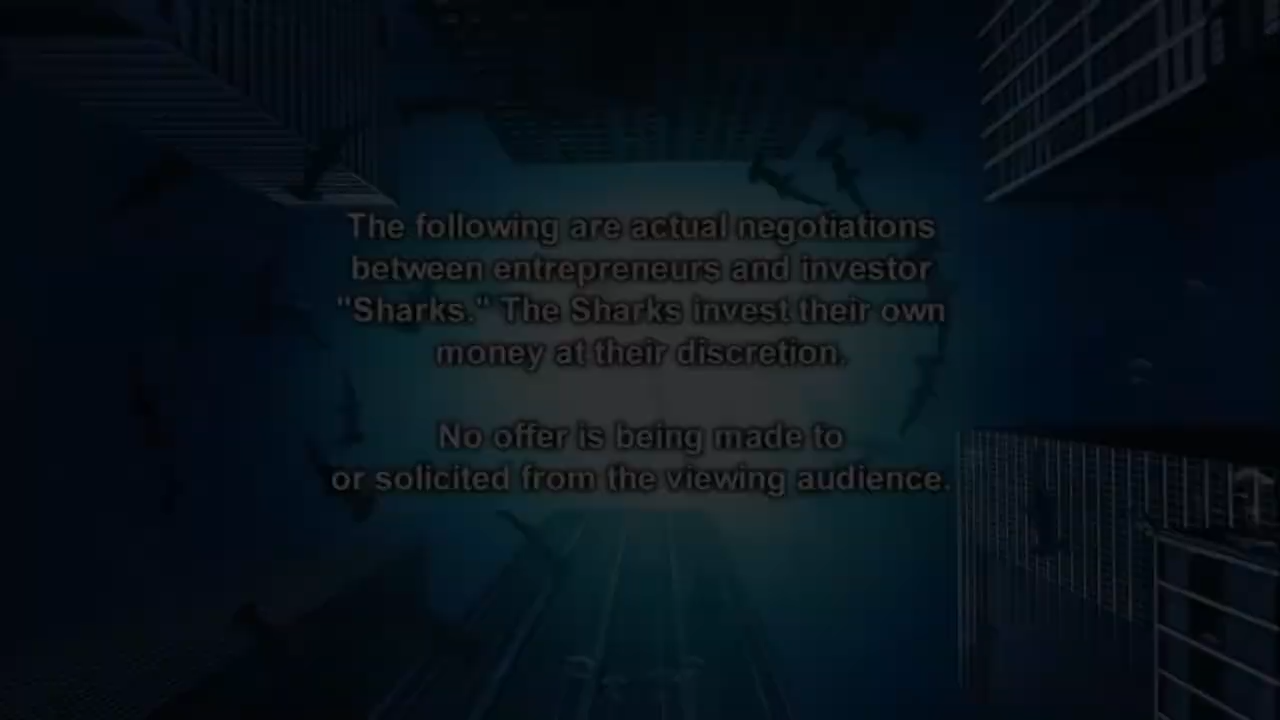 The following are actual negotiations
between entrepreneurs and investor
"Sharks." The Sharks invest their own
money at their discretion.
No offer is being made to
or solicited from the viewing audience.